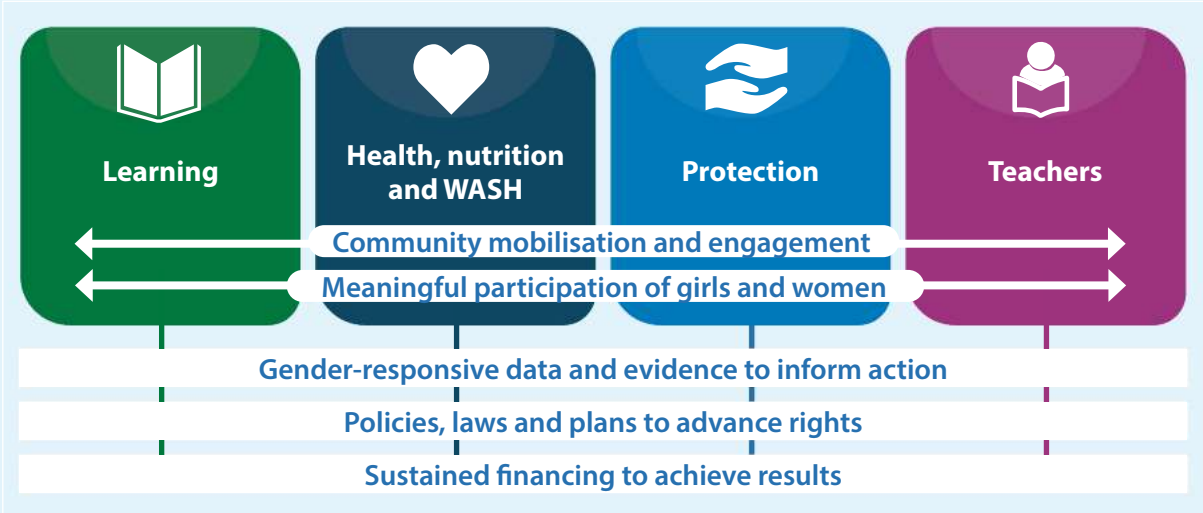 Learning
Health, nutrition
and WASH
Protection
Teachers
Community mobilisation and engagement
Meaningful participation of girls and women
Gender-responsive data and evidence to inform action
Policies, laws and plans to advance rights
Sustained financing to achieve results